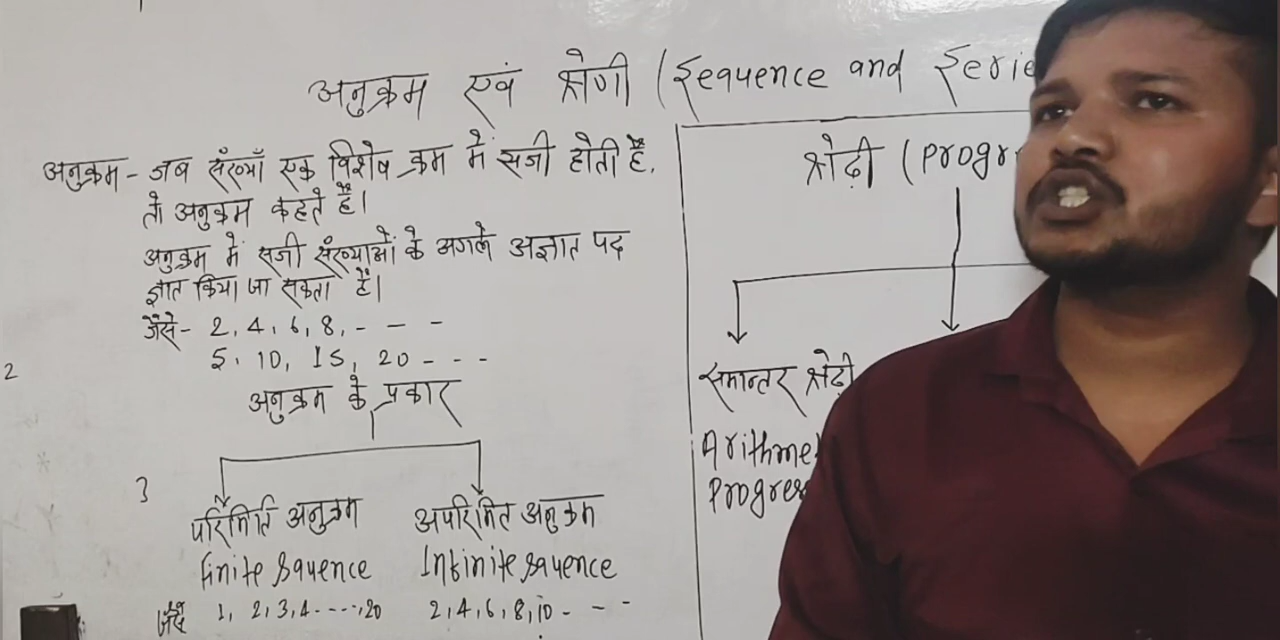 अनुक्रम एवं श्रेणी (Sequence and Serie
अनुक्रम - जब संख्याँ एक विशेष क्रम में सजी होती है,
तो अनुक्रम कहते है।
अनुक्रम में सजी संख्याओं के अगले अज्ञात पद
ज्ञात किया जा सकता है।
जैसे- 2, 4, 6, 8, - - -
5, 10, 15, 20 - - -
2
अनुक्रम के प्रकार
3
परिमित अनुक्रम
finite Squence
जैसे 1, 2, 3, 4 - - - -, 20
अपरिमित अनुक्रम
Infinite squence
2, 4, 6, 8, 10 - - -
श्रेढ़ी (Progr
समान्तर श्रेढ़ी
Arithme
Progres